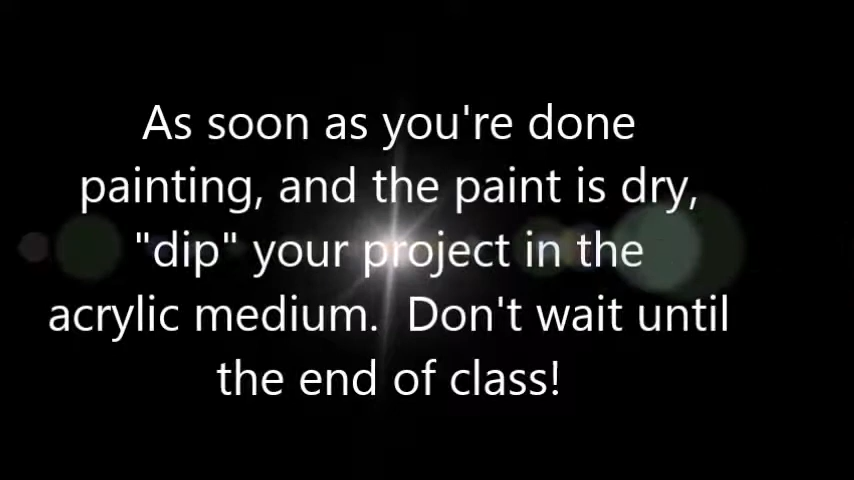 As soon as you're done
painting, and the paint is dry,
"dip" your project in the
acrylic medium.  Don't wait until
the end of class!